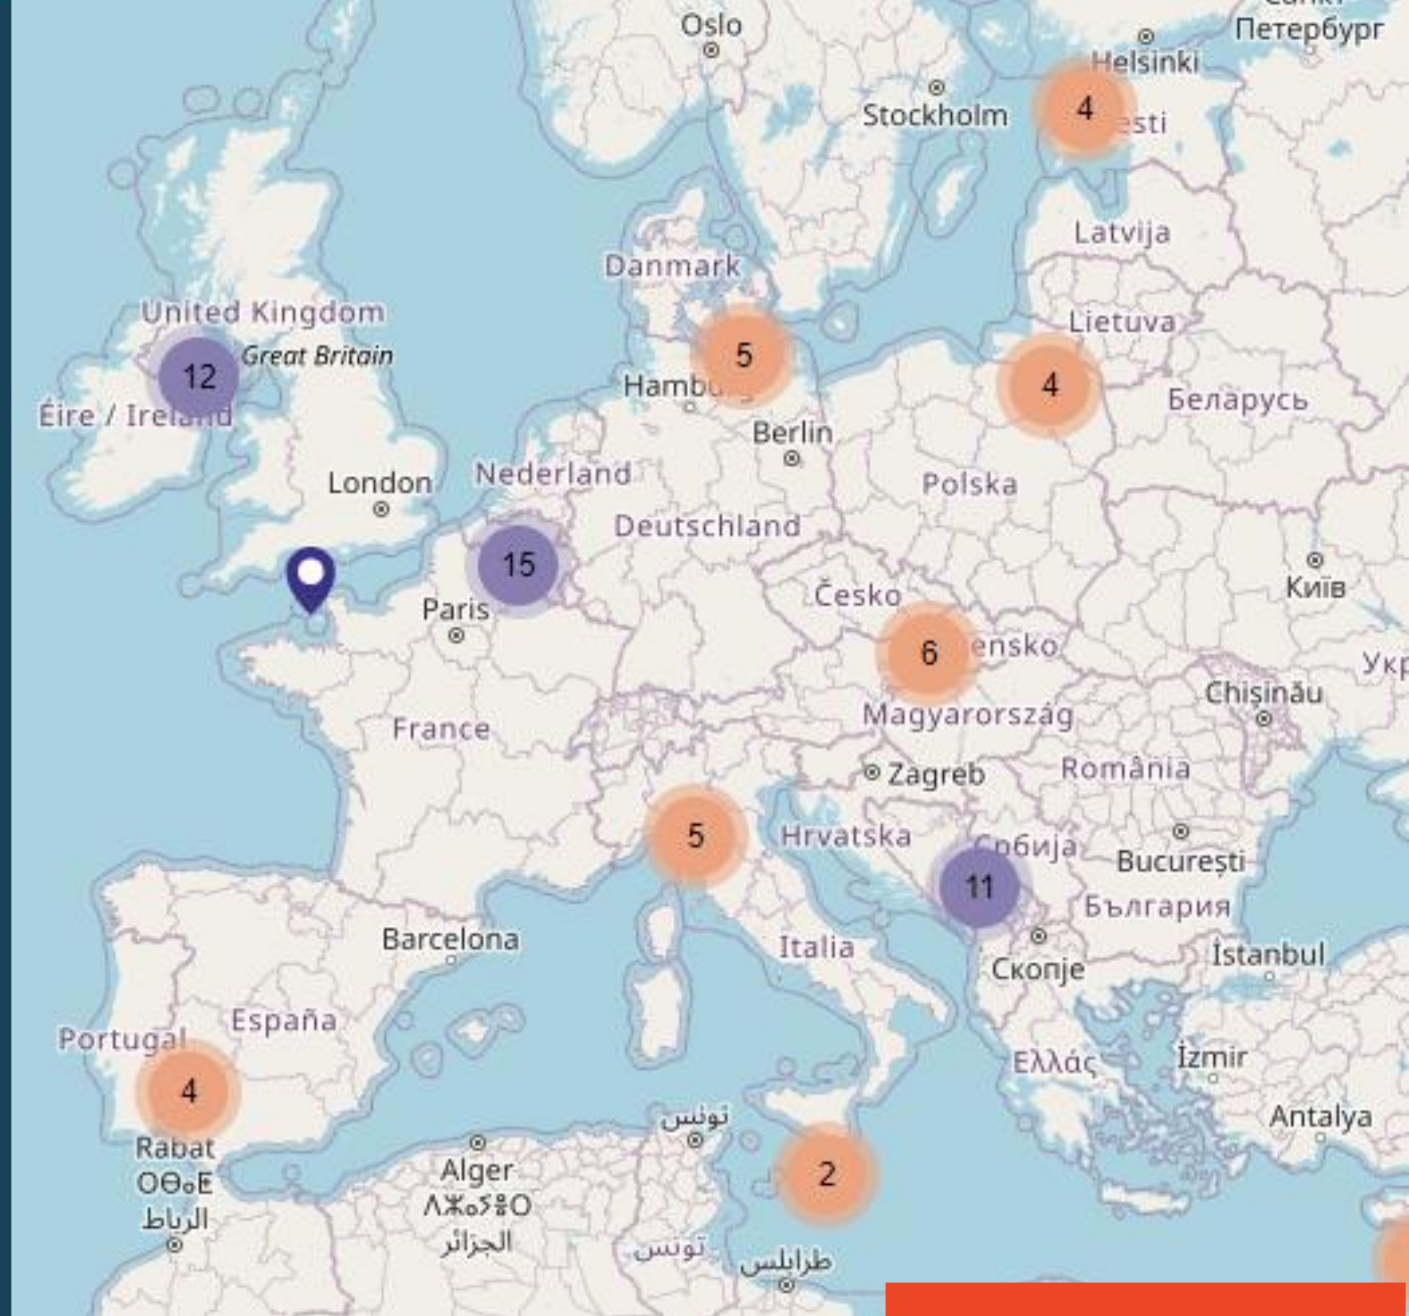 Oslo
Петербург
Helsinki
Stockholm
4
esti
Latvija
Danmark
United Kingdom
Lietuva
Great Britain
5
12
4
Hamburg
Éire / Ireland
Беларусь
Berlin
Nederland
London
Polska
Deutschland
15
Київ
Česko
Paris
6
ensko
Укр
Chișinău
Magyarország
France
Zagreb
România
5
Hrvatska
Србија
București
11
България
Barcelona
Italia
İstanbul
Скопје
España
Portugal
Ελλάς
İzmir
4
Antalya
تونس
Rabat
ⵔⴱⴰⵟ
الرباط
Alger
ⴷⵣⴰⵢⴻⵔ
الجزائر
2
تونس
طرابلس